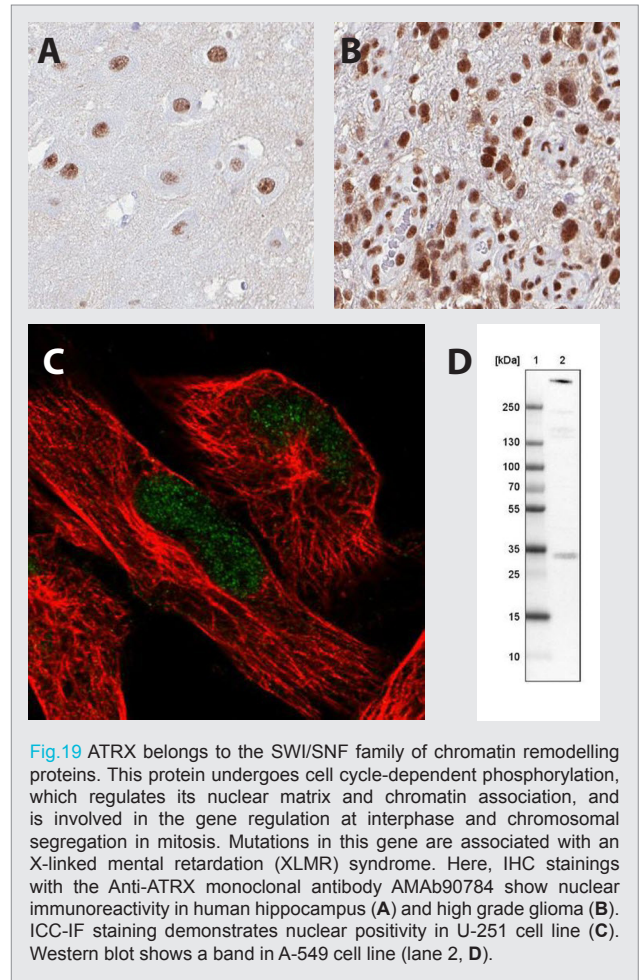 A
B
C
D
[kDa] 1 2
250
130
100
70
55
35
25
15
10
Fig.19 ATRX belongs to the SWI/SNF family of chromatin remodelling
proteins. This protein undergoes cell cycle-dependent phosphorylation,
which regulates its nuclear matrix and chromatin association, and
is involved in the gene regulation at interphase and chromosomal
segregation in mitosis. Mutations in this gene are associated with an
X-linked mental retardation (XLMR) syndrome. Here, IHC stainings
with the Anti-ATRX monoclonal antibody AMAb90784 show nuclear
immunoreactivity in human hippocampus (A) and high grade glioma (B).
ICC-IF staining demonstrates nuclear positivity in U-251 cell line (C).
Western blot shows a band in A-549 cell line (lane 2, D).